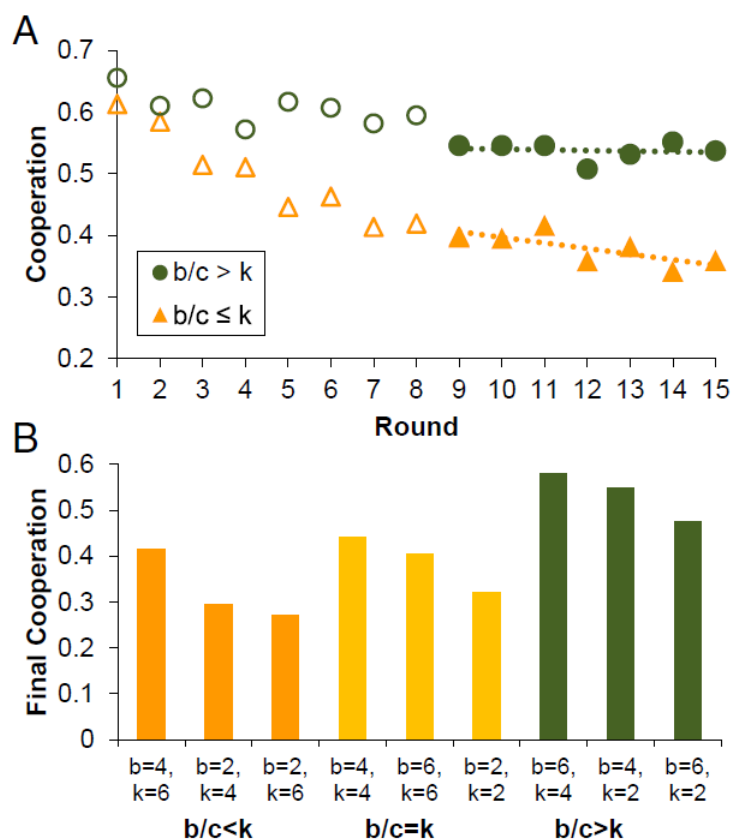 A
0.7
0.6
0.5
0.4
0.3
0.2
Cooperation
b/c > k
b/c ≤ k
1 2 3 4 5 6 7 8 9 10 11 12 13 14 15
Round
B
0.6
0.5
0.4
0.3
0.2
0.1
0
Final Cooperation
b=4, b=2, b=2, b=4, b=6, b=2, b=6, b=4, b=6,
k=6 k=4 k=6 k=4 k=6 k=2 k=4 k=2 k=2
b/c<k b/c=k b/c>k